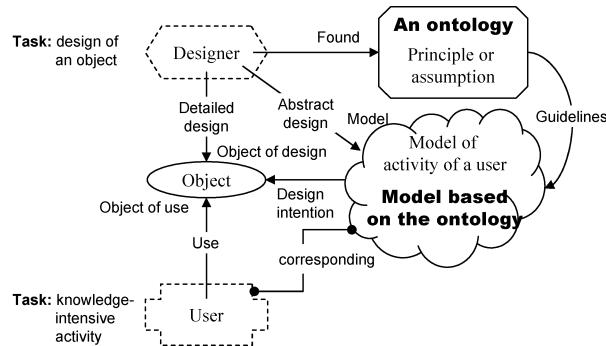 Task: design of
an object
Designer
Found
An ontology
Principle or
assumption
Detailed
design
Abstract
design
Model
Guidelines
Model of
activity of a user
Object of design
Object
Design
intention
Model based
on the ontology
Object of use
Use
corresponding
Task: knowledge-
intensive
activity
User